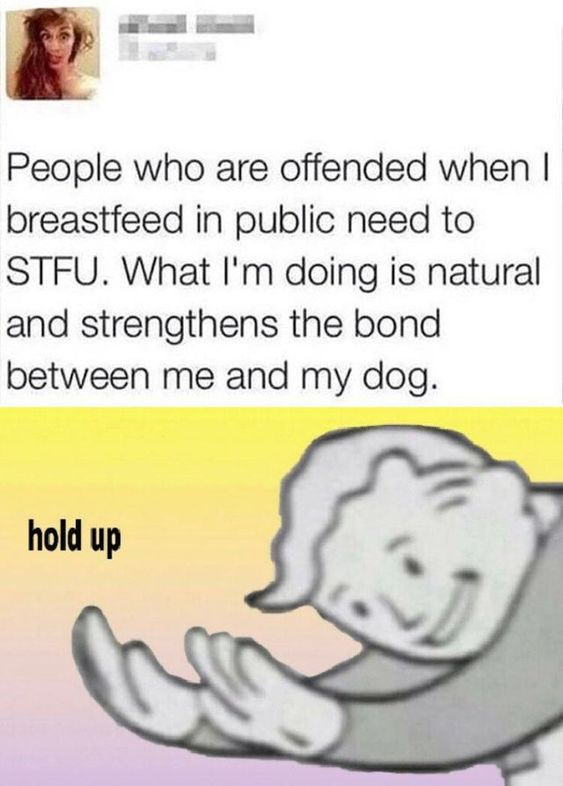 People who are offended when I
breastfeed in public need to
STFU. What I'm doing is natural
and strengthens the bond
between me and my dog.
hold up